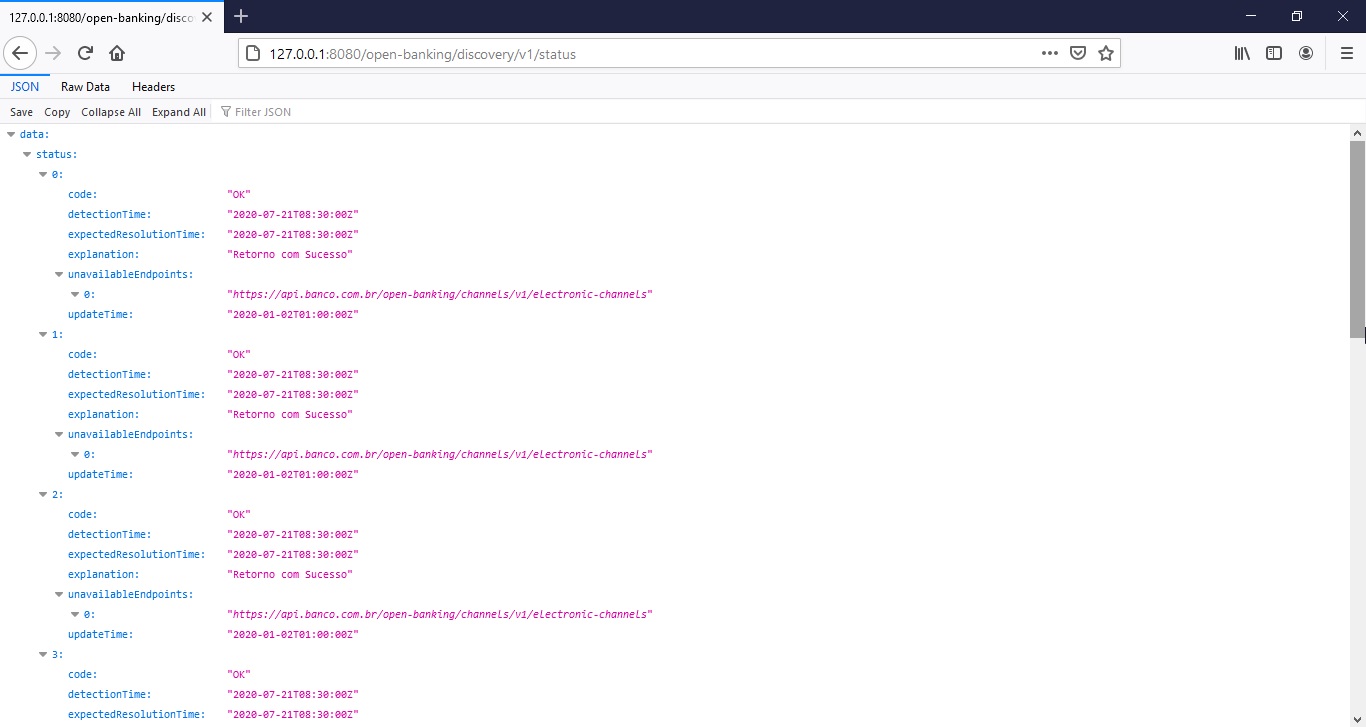 127.0.0.1:8080/open-banking/disco
127.0.0.1:8080/open-banking/discovery/v1/status
JSON Raw Data Headers
Save Copy Collapse All Expand All Filter JSON
data:
status:
0:
code: "OK"
detectionTime: "2020-07-21T08:30:00Z"
expectedResolutionTime: "2020-07-21T08:30:00Z"
explanation: "Retorno com Sucesso"
unavailableEndpoints:
0: "https://api.banco.com.br/open-banking/channels/v1/electronic-channels"
updateTime: "2020-01-02T01:00:00Z"
1:
code: "OK"
detectionTime: "2020-07-21T08:30:00Z"
expectedResolutionTime: "2020-07-21T08:30:00Z"
explanation: "Retorno com Sucesso"
unavailableEndpoints:
0: "https://api.banco.com.br/open-banking/channels/v1/electronic-channels"
updateTime: "2020-01-02T01:00:00Z"
2:
code: "OK"
detectionTime: "2020-07-21T08:30:00Z"
expectedResolutionTime: "2020-07-21T08:30:00Z"
explanation: "Retorno com Sucesso"
unavailableEndpoints:
0: "https://api.banco.com.br/open-banking/channels/v1/electronic-channels"
updateTime: "2020-01-02T01:00:00Z"
3:
code: "OK"
detectionTime: "2020-07-21T08:30:00Z"
expectedResolutionTime: "2020-07-21T08:30:00Z"